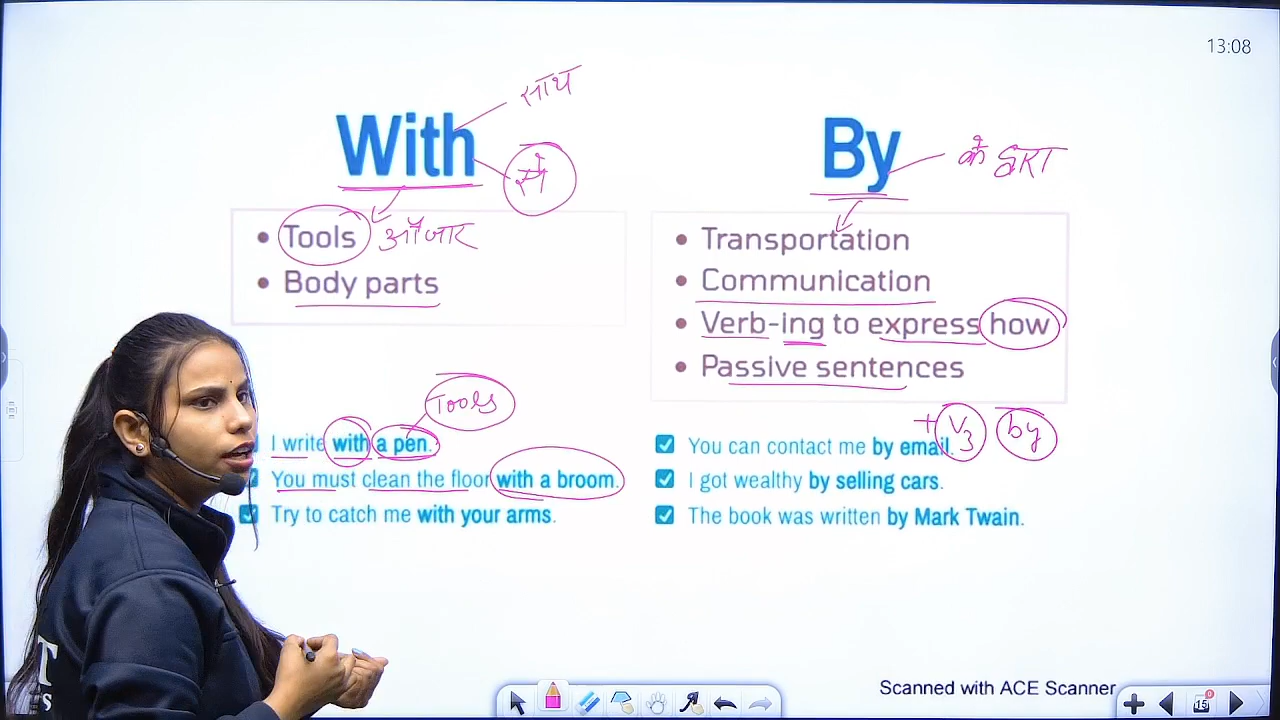 13:08
With
साथ
से
Tools औजार
Body parts
By
के द्वारा
Transportation
Communication
Verb-ing to express how
Passive sentences
Tools
I write with a pen.
You must clean the floor with a broom.
Try to catch me with your arms.
+ V3 by
You can contact me by email.
I got wealthy by selling cars.
The book was written by Mark Twain.
Scanned with ACE Scanner
15